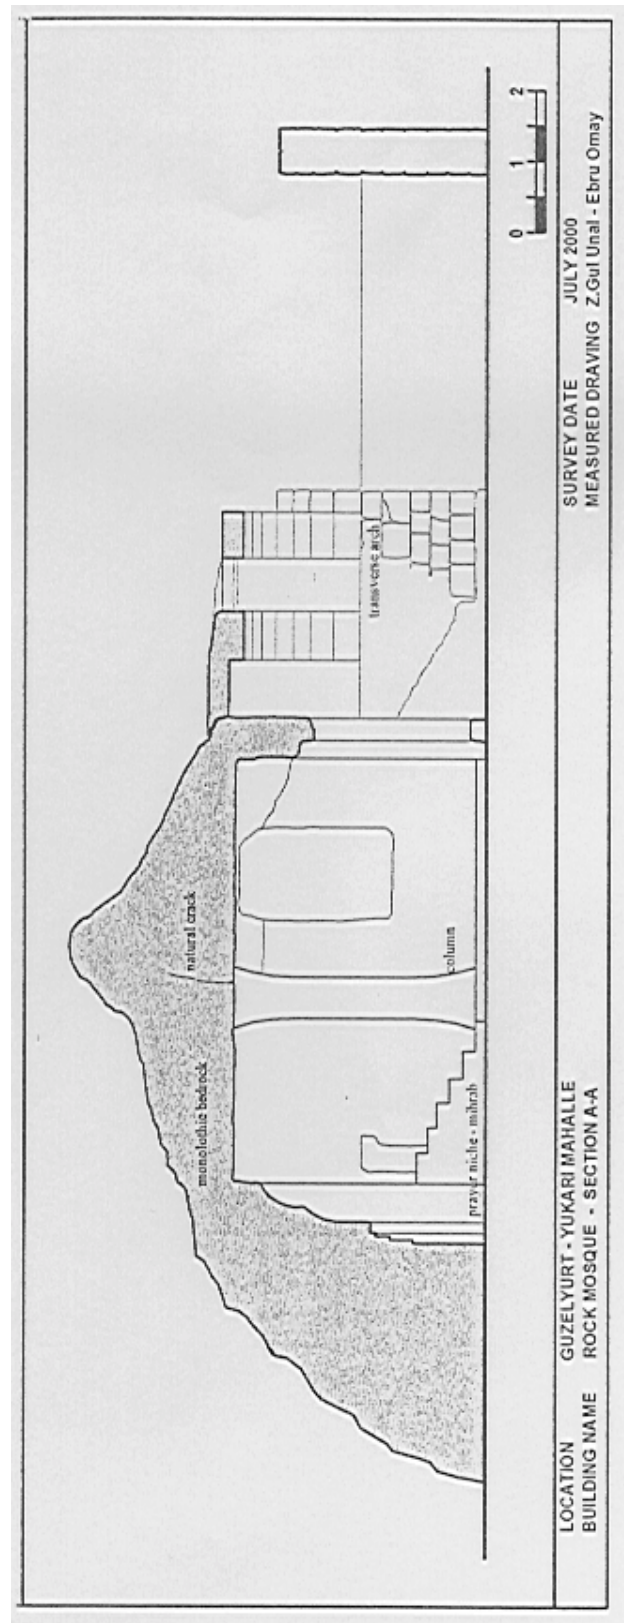 natural crack
monoluthic bedrock
transverse arch
column
prayer niche - mihrab
0 1 2
LOCATION GUZELYURT - YUKARI MAHALLE
BUILDING NAME ROCK MOSQUE - SECTION A-A
SURVEY DATE JULY 2000
MEASURED DRAVING Z.Gul Unal - Ebru Omay